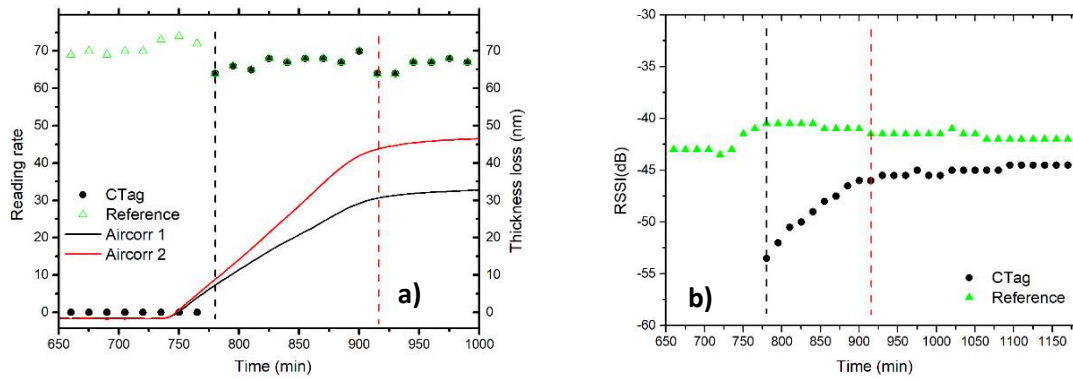 70
60
50
40
30
20
10
0
Reading rate
CTag
Reference
Aircorr 1
Aircorr 2
a)
70
60
50
40
30
20
10
0
Thickness loss (nm)
650 700 750 800 850 900 950 1000
Time (min)
-30
-35
-40
-45
-50
-55
-60
RSSI(dB)
b)
CTag
Reference
650 700 750 800 850 900 950 1000 1050 1100 1150
Time (min)